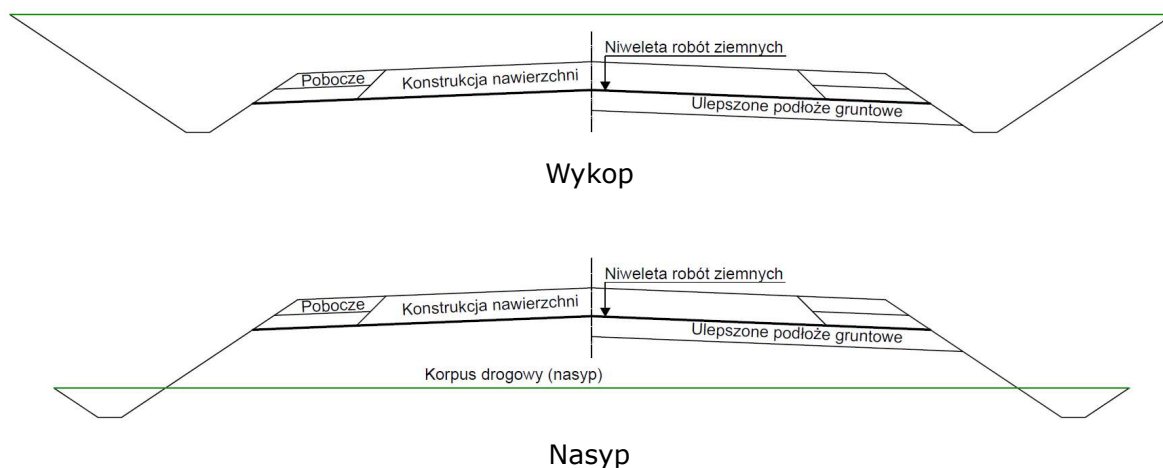 Niweleta robót ziemnych
Pobocze
Konstrukcja nawierzchni
Ulepszone podłoże gruntowe
Wykop
Niweleta robót ziemnych
Pobocze
Konstrukcja nawierzchni
Ulepszone podłoże gruntowe
Korpus drogowy (nasyp)
Nasyp